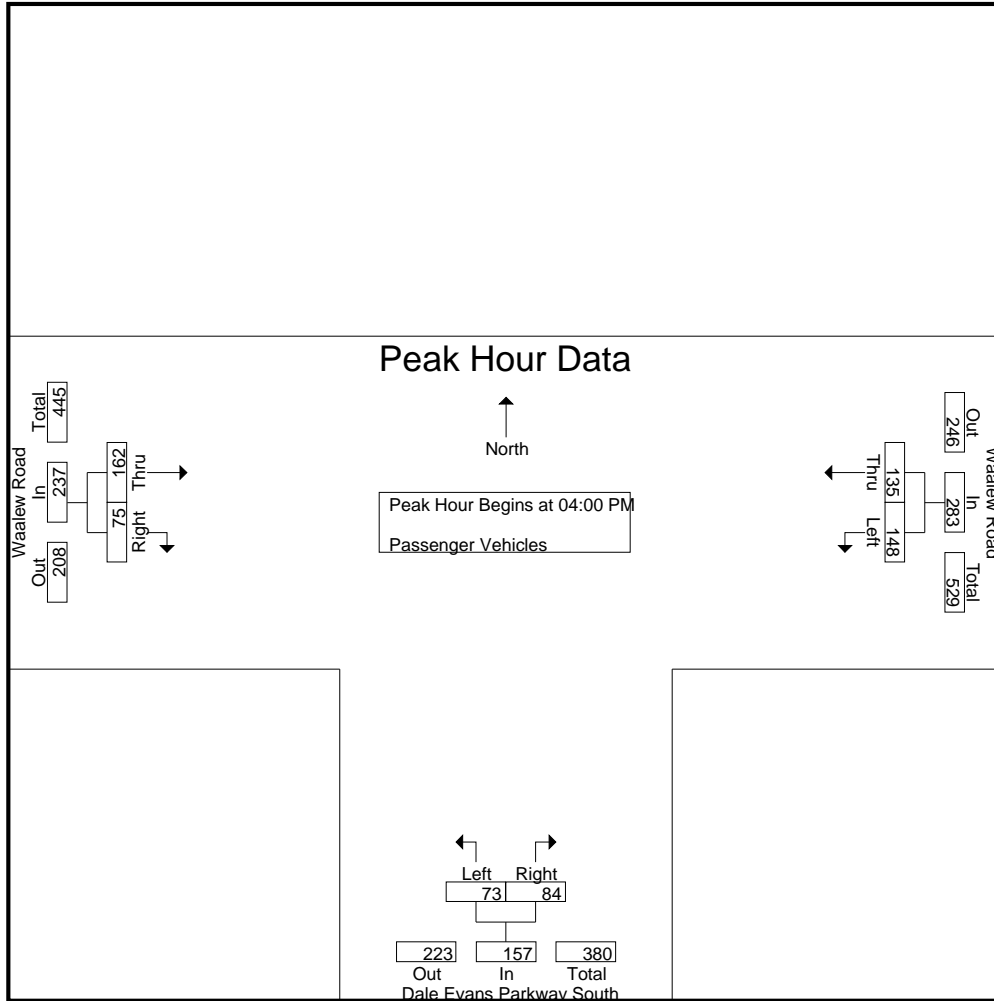 Peak Hour Data
North
Peak Hour Begins at 04:00 PM
Passenger Vehicles
Waalew Road
Total
445
In
237
Out
208
162
Thru
75
Right
Waalew Road
Out
246
In
283
Total
529
Thru
135
Left
148
Left
Right
73
84
223
157
380
Out
In
Total
Dale Evans Parkway South